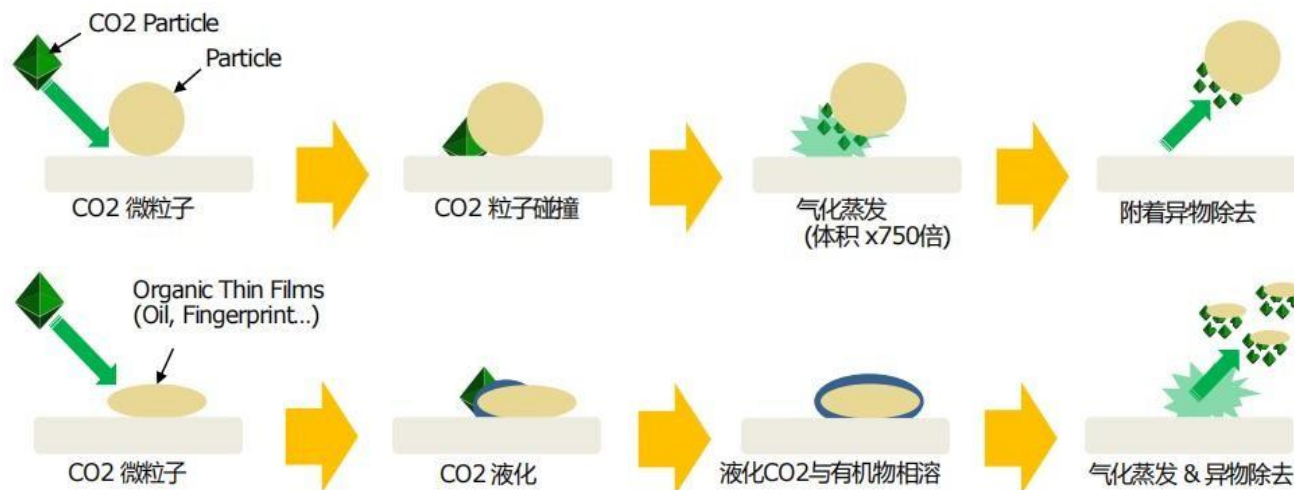 CO2 Particle
Particle
CO2 微粒子
CO2 粒子碰撞
气化蒸发
(体积 x750倍)
附着异物除去
Organic Thin Films
(Oil, Fingerprint...)
CO2 微粒子
CO2 液化
液化CO2与有机物相溶
气化蒸发 & 异物除去